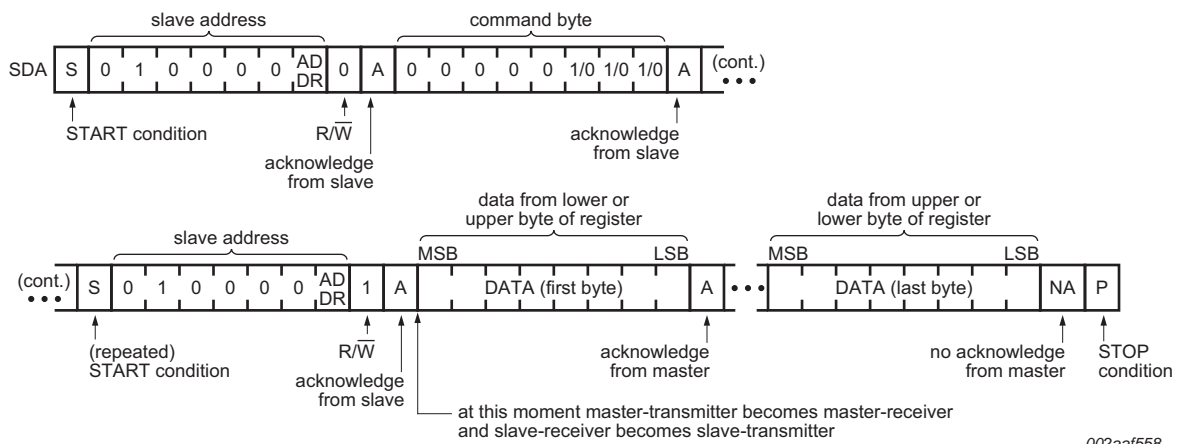 slave address command byte
SDA S 0 1 0 0 0 0 AD DR 0 A 0 0 0 0 0 1/0 1/0 1/0 A (cont.)
START condition R/W
acknowledge from slave
acknowledge from slave
data from lower or upper byte of register
data from upper or lower byte of register
slave address
MSB LSB MSB LSB
(cont.) S 0 1 0 0 0 0 AD DR 1 A DATA (first byte) A DATA (last byte) NA P
(repeated) START condition
R/W
acknowledge from slave
acknowledge from master
no acknowledge from master
STOP condition
at this moment master-transmitter becomes master-receiver
and slave-receiver becomes slave-transmitter
002aaf558